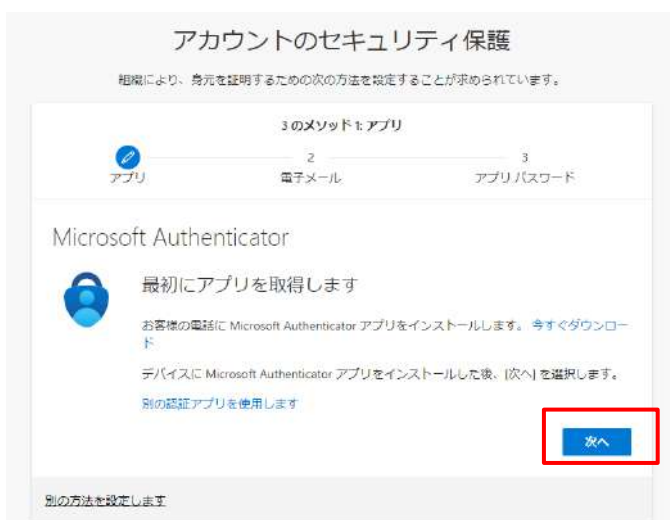 アカウントのセキュリティ保護
組織により、身元を証明するための次の方法を設定することが求められています。
3 のメソッド 1: アプリ
2
3
アプリ
電子メール
アプリ パスワード
Microsoft Authenticator
最初にアプリを取得します
お客様の電話に Microsoft Authenticator アプリをインストールします。 今すぐダウンロー
ド
デバイスに Microsoft Authenticator アプリをインストールした後、[次へ] を選択します。
別の認証アプリを使用します
次へ
別の方法を設定します